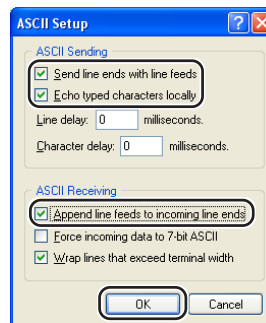 ASCII Setup
ASCII Sending
Send line ends with line feeds
Echo typed characters locally
Line delay: 0 milliseconds.
Character delay: 0 milliseconds.
ASCII Receiving
Append line feeds to incoming line ends
Force incoming data to 7-bit ASCII
Wrap lines that exceed terminal width
OK Cancel